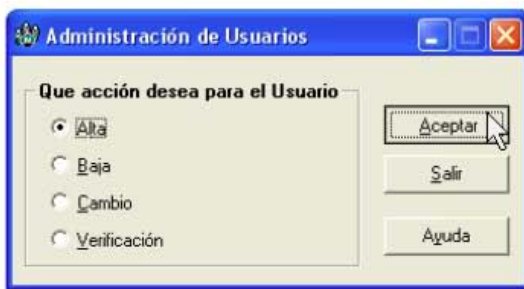 Administración de Usuarios
Que acción desea para el Usuario
Alta
Baja
Cambio
Verificación
Aceptar
Salir
Ayuda